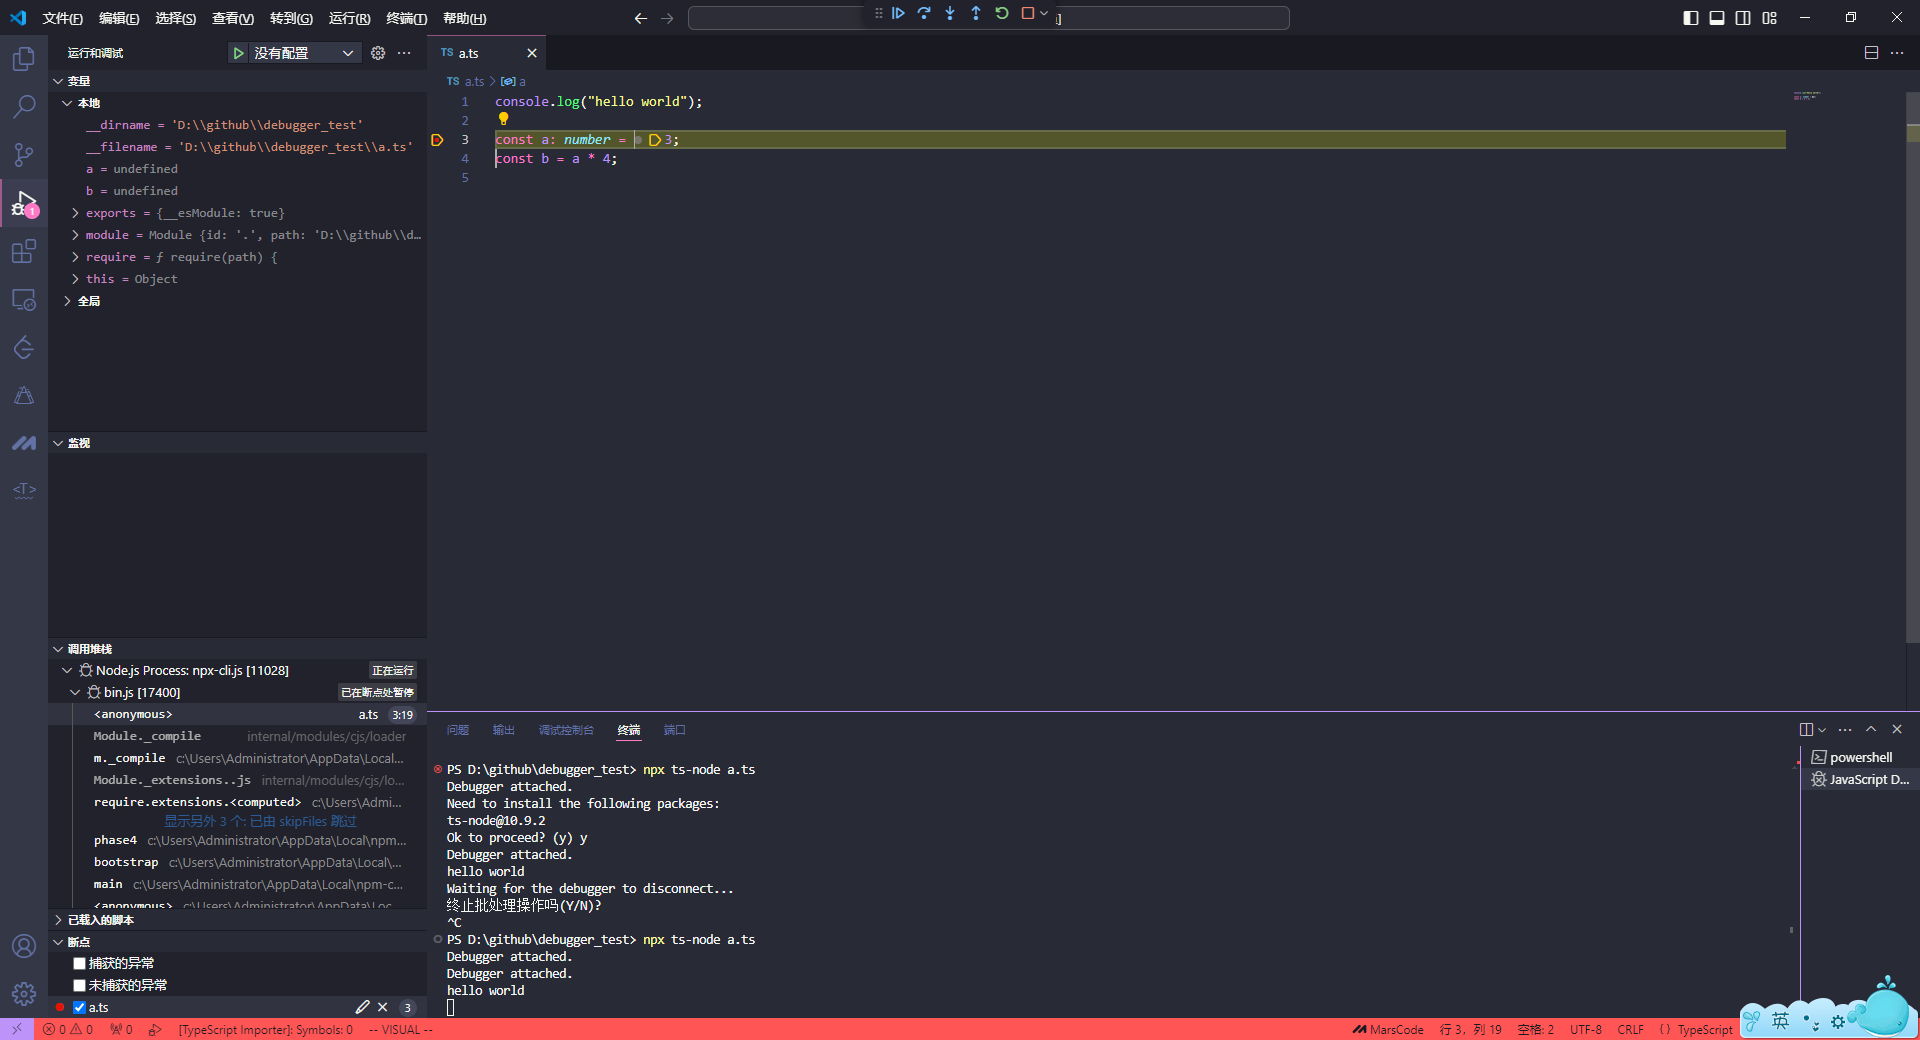 文件(F) 编辑(E) 选择(S) 查看(V) 转到(G) 运行(R) 终端(T) 帮助(H)
运行和调试 没有配置
TS a.ts
变量
本地
__dirname = 'D:\\github\\debugger_test'
__filename = 'D:\\github\\debugger_test\\a.ts'
a = undefined
b = undefined
exports = {__esModule: true}
module = Module {id: '.', path: 'D:\\github\\d…
require = ƒ require(path) {
this = Object
全局
监视
调用堆栈
Node.js Process: npx-cli.js [11028] 正在运行
bin.js [17400] 已在断点处暂停
<anonymous> a.ts 3:19
Module._compile internal/modules/cjs/loader
m._compile c:\Users\Administrator\AppData\Local...
Module._extensions..js internal/modules/cjs/lo...
require.extensions.<computed> c:\Users\Admi...
显示另外 3 个: 已由 skipFiles 跳过
phase4 c:\Users\Administrator\AppData\Local\npm...
bootstrap c:\Users\Administrator\AppData\Local\...
main c:\Users\Administrator\AppData\Local\npm-c...
<anonymous> c:\Users\Administrator\AppData\Loc...
已载入的脚本
断点
捕获的异常
未捕获的异常
a.ts 3
TS a.ts > a
1 console.log("hello world");
2
3 const a: number = 3;
4 const b = a * 4;
5
问题 输出 调试控制台 终端 端口
PS D:\github\debugger_test> npx ts-node a.ts
Debugger attached.
Need to install the following packages:
ts-node@10.9.2
Ok to proceed? (y) y
Debugger attached.
hello world
Waiting for the debugger to disconnect...
终止批处理操作吗(Y/N)?
^C
PS D:\github\debugger_test> npx ts-node a.ts
Debugger attached.
Debugger attached.
hello world
powershell
JavaScript D...
0 0 0 [TypeScript Importer]: Symbols: 0 -- VISUAL --
MarsCode 行 3，列 19 空格: 2 UTF-8 CRLF { } TypeScript
英